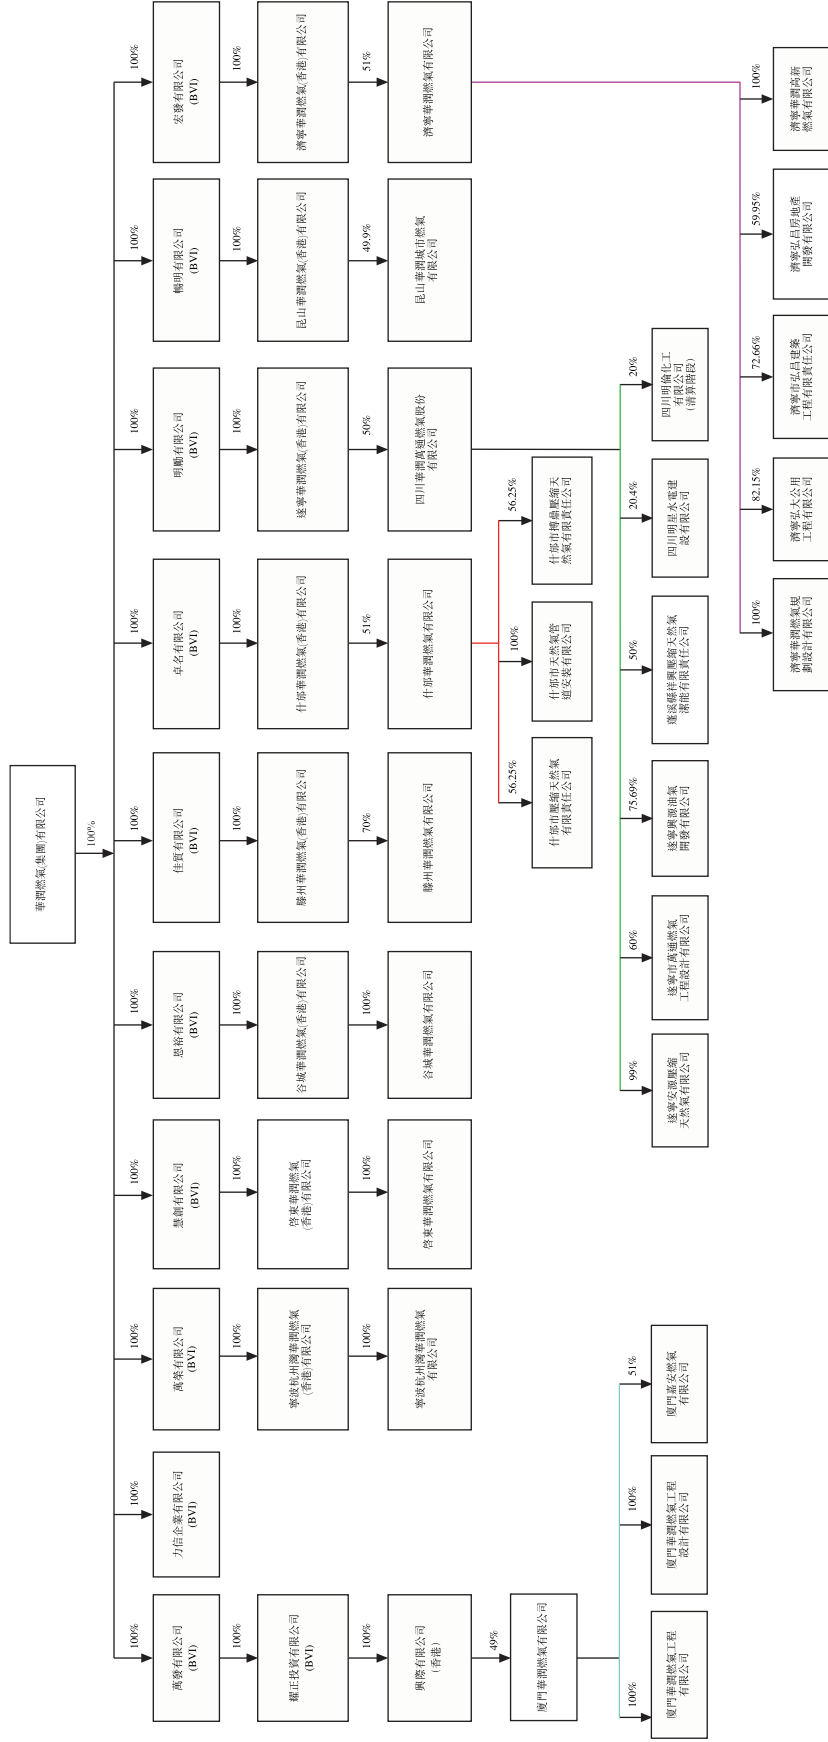 華潤燃氣(集團)有限公司
100%
100%
100%
100%
100%
100%
100%
100%
100%
100%
100%
萬發有限公司
(BVI)
力信企業有限公司
(BVI)
萬榮有限公司
(BVI)
慧創有限公司
(BVI)
恩裕有限公司
(BVI)
佳質有限公司
(BVI)
卓名有限公司
(BVI)
明勵有限公司
(BVI)
暢明有限公司
(BVI)
宏發有限公司
(BVI)
100%
100%
100%
100%
100%
100%
100%
100%
100%
耀正投資有限公司
(BVI)
寧波杭州灣華潤燃氣
(香港)有限公司
啓東華潤燃氣
(香港)有限公司
谷城華潤燃氣(香港)有限公司
滕州華潤燃氣(香港)有限公司
什邡華潤燃氣(香港)有限公司
遂寧華潤燃氣(香港)有限公司
昆山華潤燃氣(香港)有限公司
濟寧華潤燃氣(香港)有限公司
100%
100%
100%
100%
70%
51%
50%
49.9%
51%
興際有限公司
(香港)
寧波杭州灣華潤燃氣
有限公司
啓東華潤燃氣有限公司
谷城華潤燃氣有限公司
滕州華潤燃氣有限公司
什邡華潤燃氣有限公司
四川華潤萬通燃氣股份
有限公司
昆山華潤城市燃氣
有限公司
濟寧華潤燃氣有限公司
49%
56.25%
100%
56.25%
廈門華潤燃氣有限公司
什邡市壓縮天然氣
有限責任公司
什邡市天然氣管
道安裝有限公司
什邡市搏鼎壓縮天
然氣有限責任公司
100%
100%
51%
99%
60%
75.69%
50%
20.4%
20%
廈門華潤燃氣工程
有限公司
廈門華潤燃氣工程
設計有限公司
廈門嘉安燃氣
有限公司
遂寧安源壓縮
天然氣有限公司
遂寧市萬通燃氣
工程設計有限公司
遂寧興源油氣
開發有限公司
蓬溪縣祥興壓縮天然氣
潔能有限責任公司
四川明星水電建
設有限公司
四川明倫化工
有限公司
(清算階段)
100%
82.15%
72.66%
59.95%
100%
濟寧華潤燃氣規
劃設計有限公司
濟寧弘大公用
工程有限公司
濟寧市弘昌建築
工程有限責任公司
濟寧弘昌房地產
開發有限公司
濟寧華潤高新
燃氣有限公司